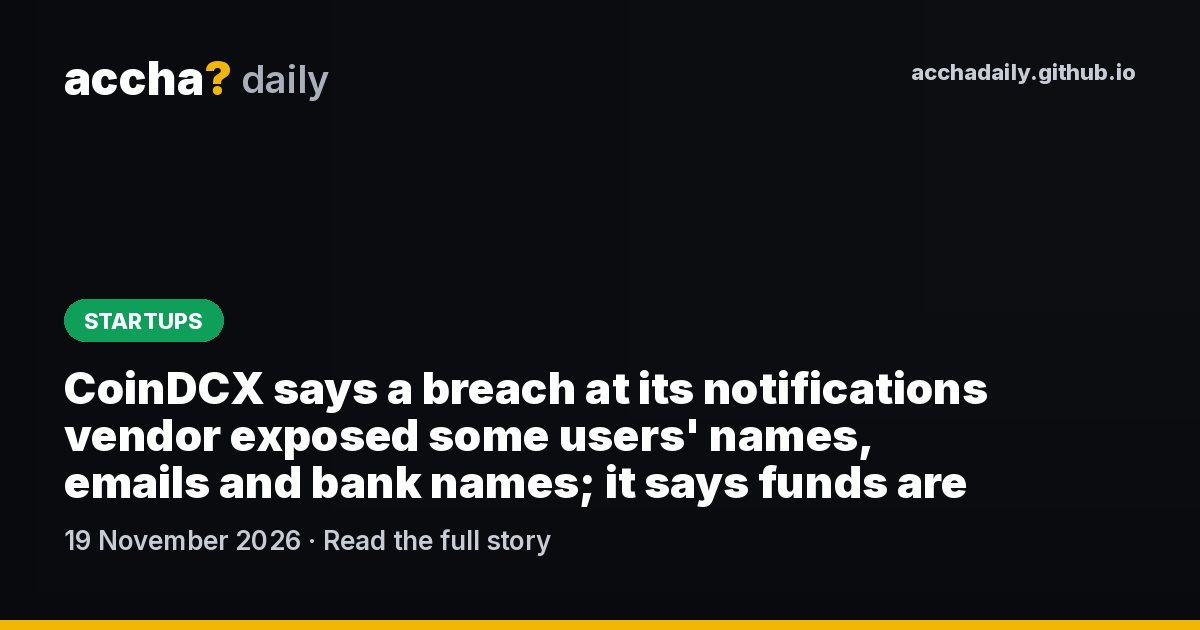 accha? daily
acchadaily.github.io
STARTUPS
CoinDCX says a breach at its notifications
vendor exposed some users' names,
emails and bank names; it says funds are
19 November 2026 · Read the full story